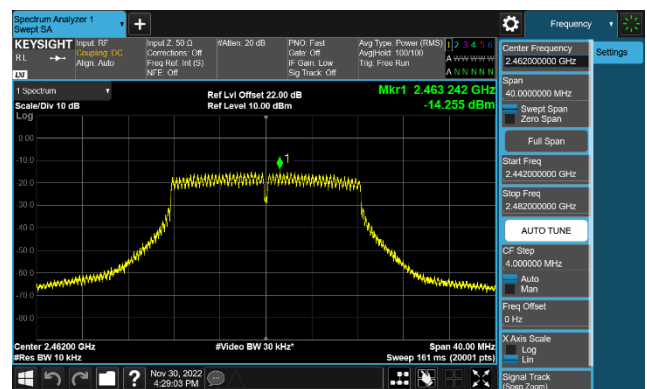 Spectrum Analyzer 1
Swept SA
Frequency
KEYSIGHT
RL
LXI
Input: RF
Coupling: DC
Align: Auto
Input Z: 50 Ω
Corrections: Off
Freq Ref: Int (S)
NFE: Off
#Atten: 20 dB
PNO: Fast
Gate: Off
IF Gain: Low
Sig Track: Off
Avg Type: Power (RMS)
Avg|Hold: 100/100
Trig: Free Run
1 2 3 4 5 6
A W W W W W
A N N N N N
1 Spectrum
Scale/Div 10 dB
Log
Ref Lvl Offset 22.00 dB
Ref Level 10.00 dBm
Mkr1 2.463 242 GHz
-14.255 dBm
0.00
-10.0
-20.0
-30.0
-40.0
-50.0
-60.0
-70.0
-80.0
1
Center 2.46200 GHz
#Res BW 10 kHz
#Video BW 30 kHz*
Span 40.00 MHz
Sweep 161 ms (20001 pts)
Center Frequency
2.462000000 GHz
Settings
Span
40.0000000 MHz
Swept Span
Zero Span
Full Span
Start Freq
2.442000000 GHz
Stop Freq
2.482000000 GHz
AUTO TUNE
CF Step
4.000000 MHz
Auto
Man
Freq Offset
0 Hz
X Axis Scale
Log
Lin
Signal Track
(Span Zoom)
?
Nov 30, 2022
4:29:03 PM